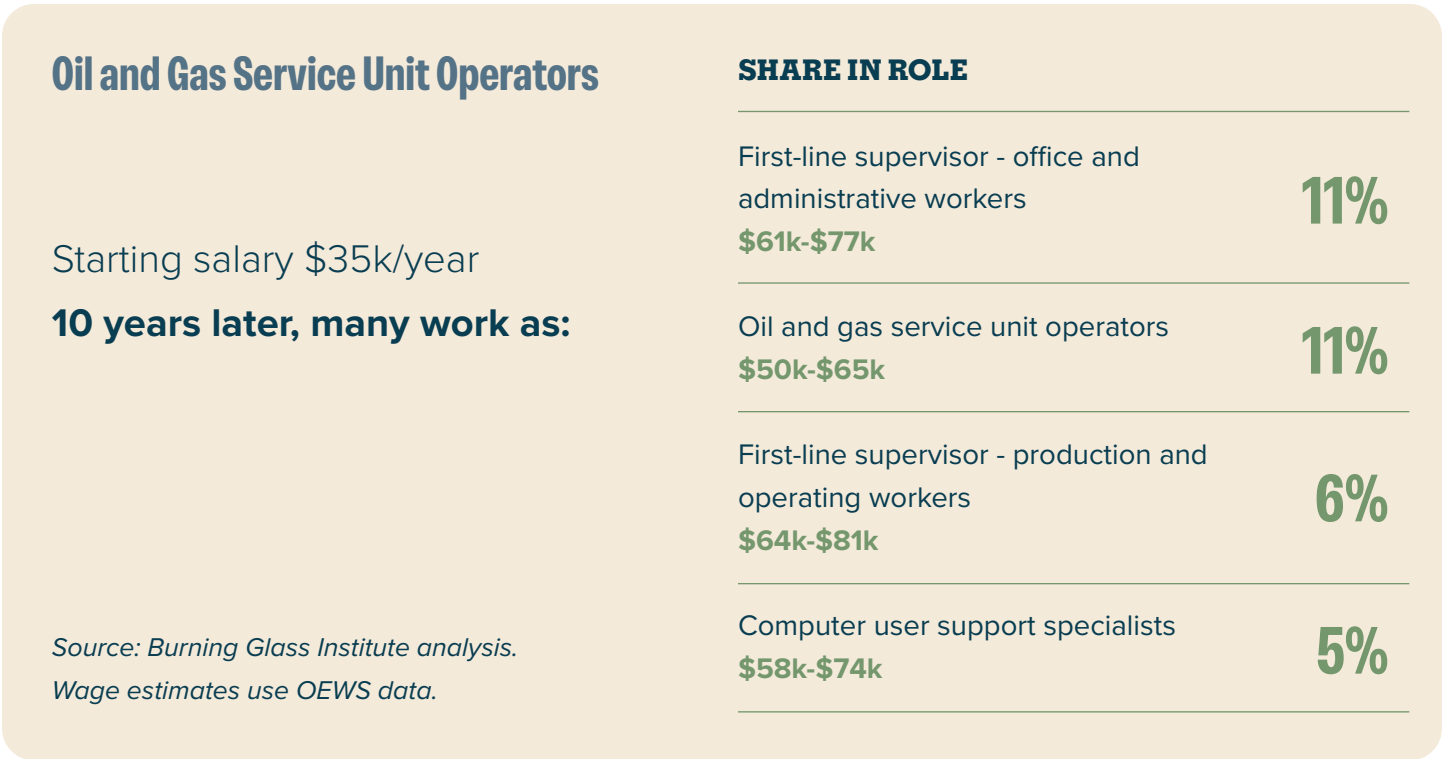 Oil and Gas Service Unit Operators
Starting salary $35k/year
10 years later, many work as:
Source: Burning Glass Institute analysis.
Wage estimates use OEWS data.
SHARE IN ROLE
First-line supervisor - office and
administrative workers
$61k-$77k
11%
Oil and gas service unit operators
$50k-$65k
11%
First-line supervisor - production and
operating workers
$64k-$81k
6%
Computer user support specialists
$58k-$74k
5%